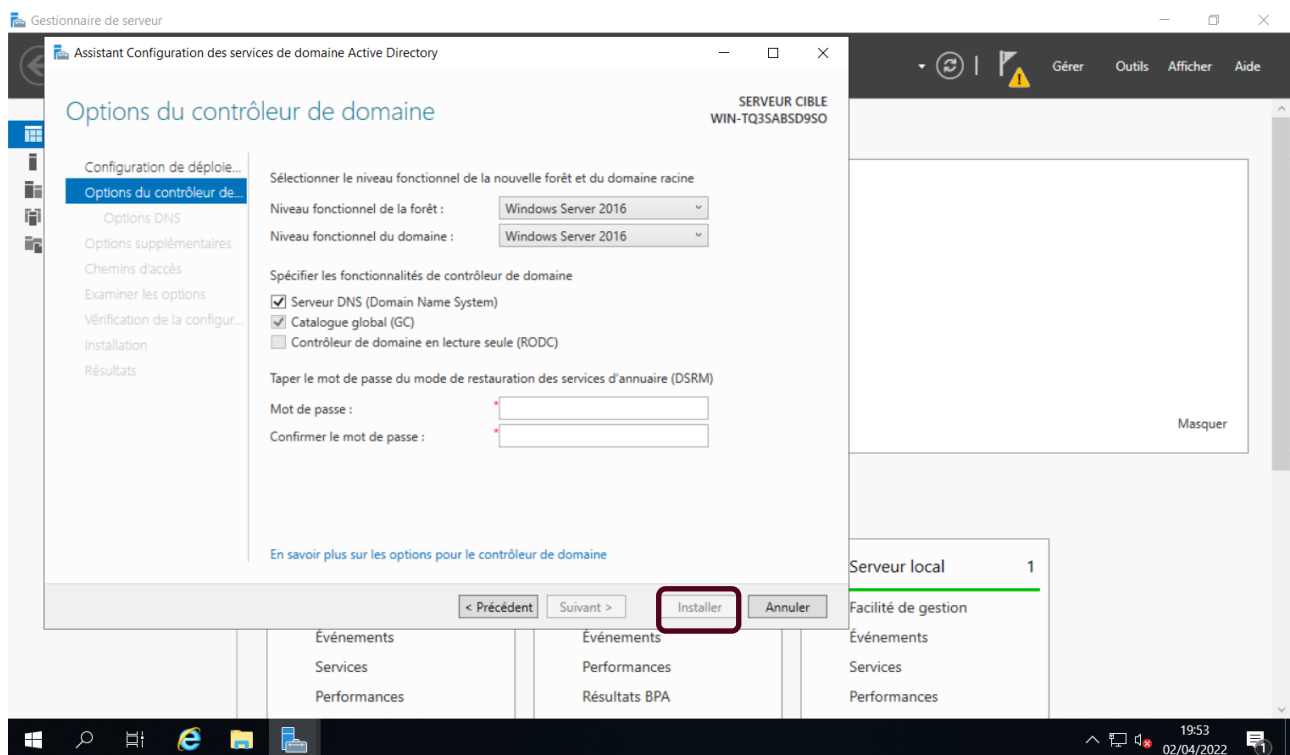 Gestionnaire de serveur
Assistant Configuration des services de domaine Active Directory
Gérer Outils Afficher Aide
Options du contrôleur de domaine
SERVEUR CIBLE
WIN-TQ3SABSD9SO
Configuration de déploie...
Options du contrôleur de...
Options DNS
Options supplémentaires
Chemins d'accès
Examiner les options
Vérification de la configur...
Installation
Résultats
Sélectionner le niveau fonctionnel de la nouvelle forêt et du domaine racine
Niveau fonctionnel de la forêt : Windows Server 2016
Niveau fonctionnel du domaine : Windows Server 2016
Spécifier les fonctionnalités de contrôleur de domaine
Serveur DNS (Domain Name System)
Catalogue global (GC)
Contrôleur de domaine en lecture seule (RODC)
Taper le mot de passe du mode de restauration des services d'annuaire (DSRM)
Mot de passe : *
Confirmer le mot de passe : *
En savoir plus sur les options pour le contrôleur de domaine
< Précédent Suivant > Installer Annuler
Masquer
Serveur local 1
Facilité de gestion
Événements Événements Événements
Services Performances Services
Performances Résultats BPA Performances
19:53
02/04/2022
1